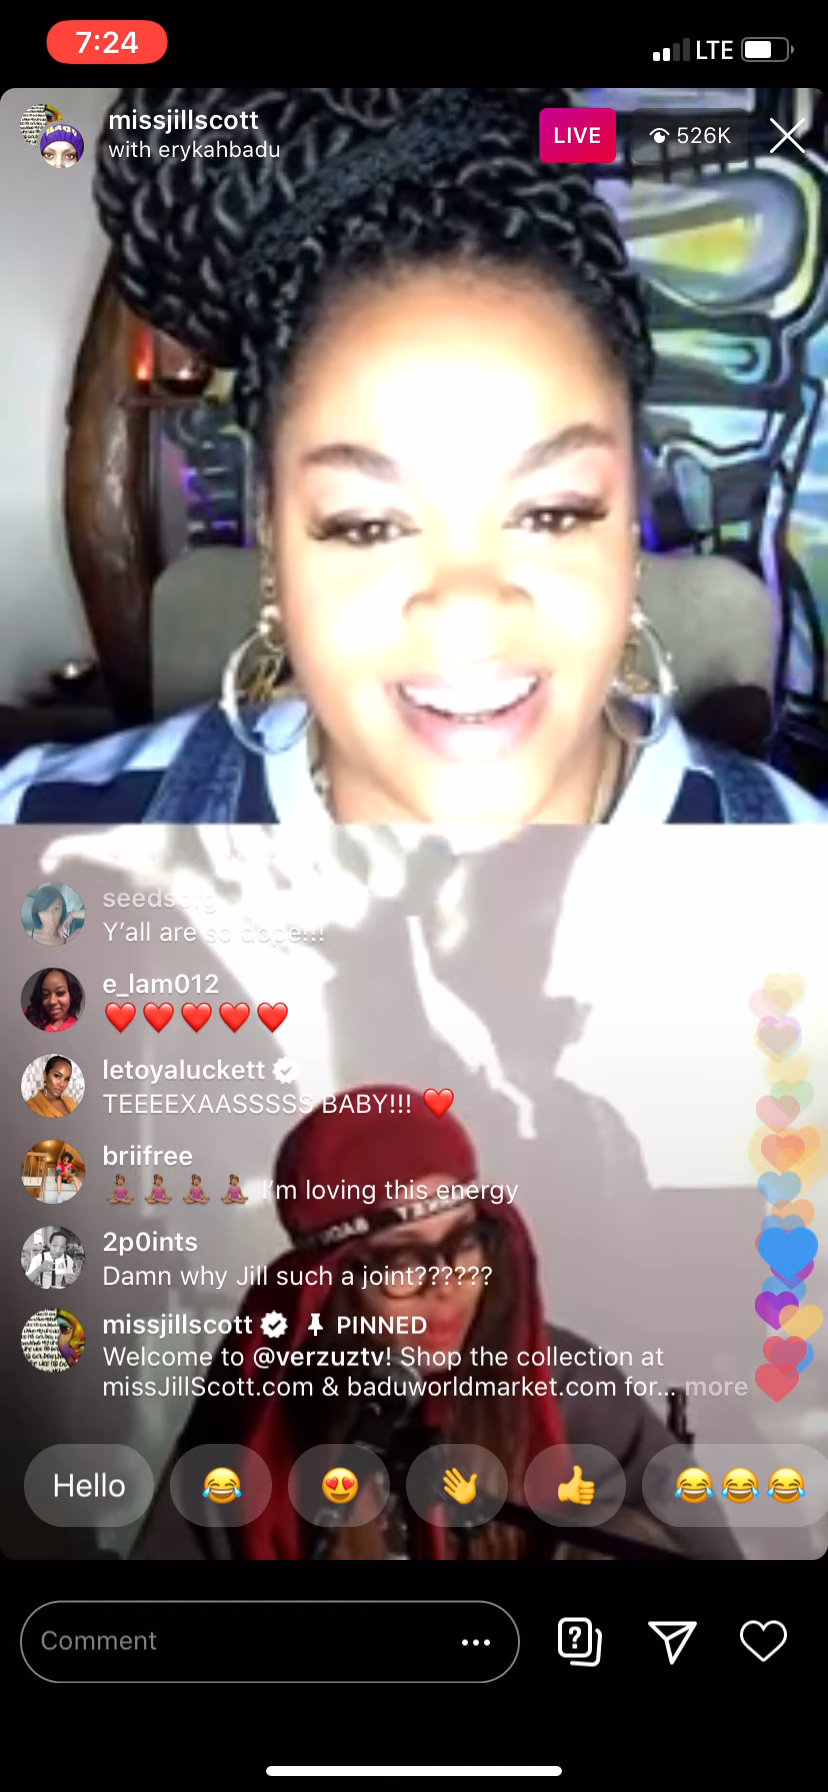 7:24
LTE
missjillscott
with erykahbadu
LIVE
526K
Y'all are so dope!!!
e_lam012
❤️❤️❤️❤️❤️
letoyaluckett
TEEEEXAASSSSS BABY!!! ❤️
briifree
🧘🏽‍♀️🧘🏽‍♀️🧘🏽‍♀️🧘🏽‍♀️ I'm loving this energy
2p0ints
Damn why Jill such a joint??????
missjillscott PINNED
Welcome to @verzuztv! Shop the collection at
missJillScott.com & baduworldmarket.com for... more
Hello 😂 😍 👋 👍 😂😂😂
Comment